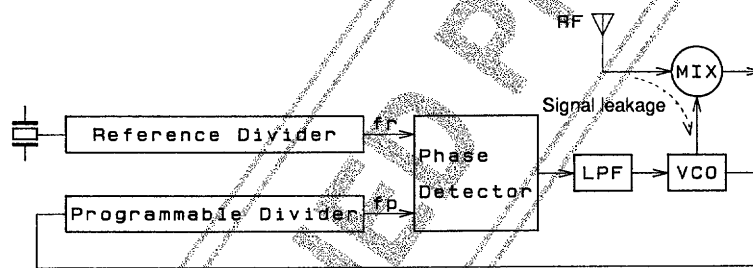 RF
MIX
Signal leakage
Reference Divider
fr
Phase
Detector
LPF
VCO
Programmable Divider
fp